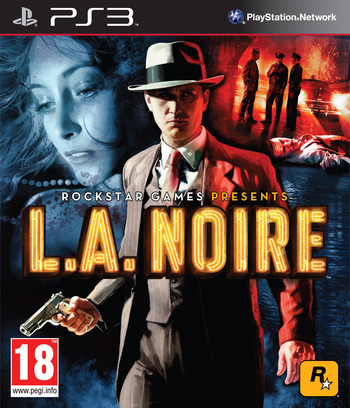 PS3
PlayStation®Network
ROCKSTAR GAMES PRESENTS
L.A. NOIRE
18
www.pegi.info
R